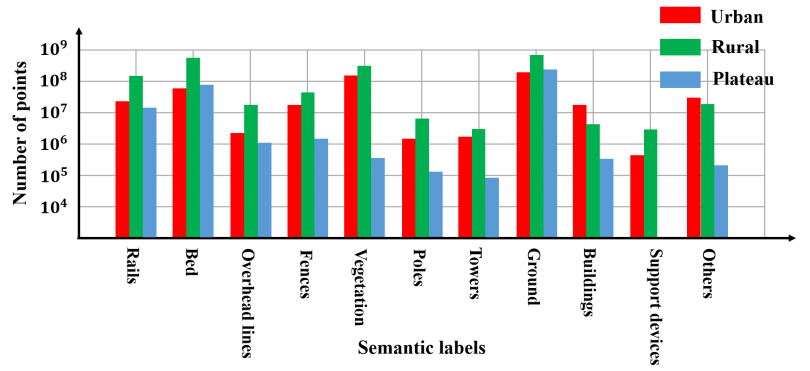 Urban
Rural
Plateau
Number of points
10⁹
10⁸
10⁷
10⁶
10⁵
10⁴
Rails
Bed
Overhead lines
Fences
Vegetation
Poles
Towers
Ground
Buildings
Support devices
Others
Semantic labels